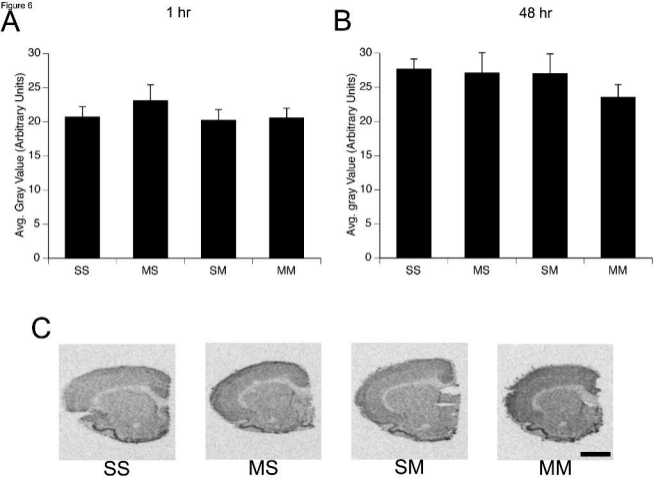 Figure 6
A
1 hr
B
48 hr
Avg. Gray Value (Arbitrary Units)
30
25
20
15
10
5
0
SS MS SM MM
Avg. gray Value (Arbitrary Units)
30
25
20
15
10
5
0
SS MS SM MM
C
SS MS SM MM